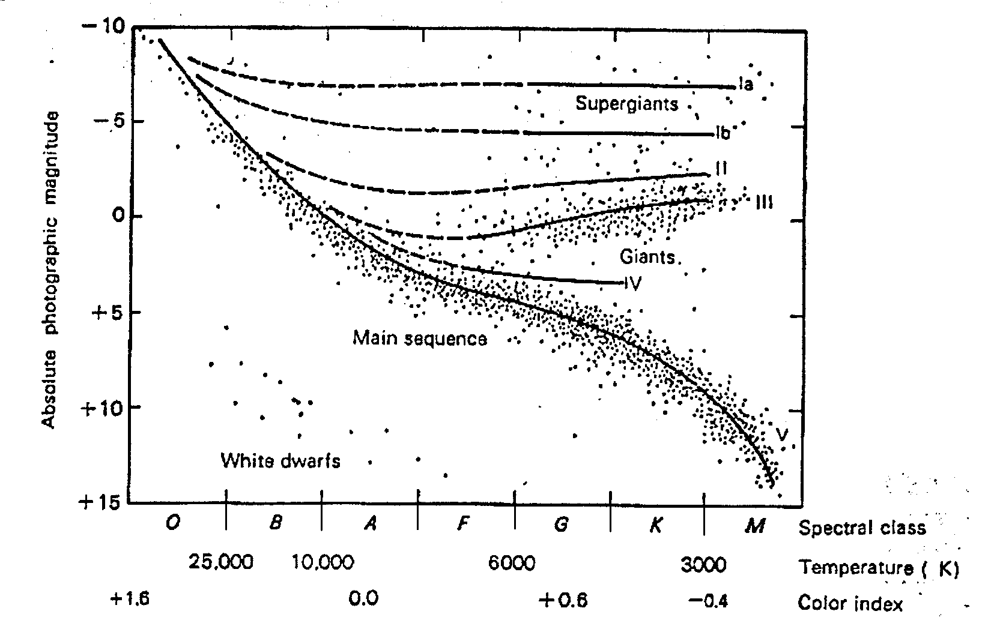 Absolute photographic magnitude
−10
−5
0
+5
+10
+15
Ia
Supergiants
Ib
II
III
Giants.
IV
Main sequence
V
White dwarfs
O B A F G K M Spectral class
25,000 10,000 6000 3000 Temperature ( K)
+1.6 0.0 +0.6 −0.4 Color index